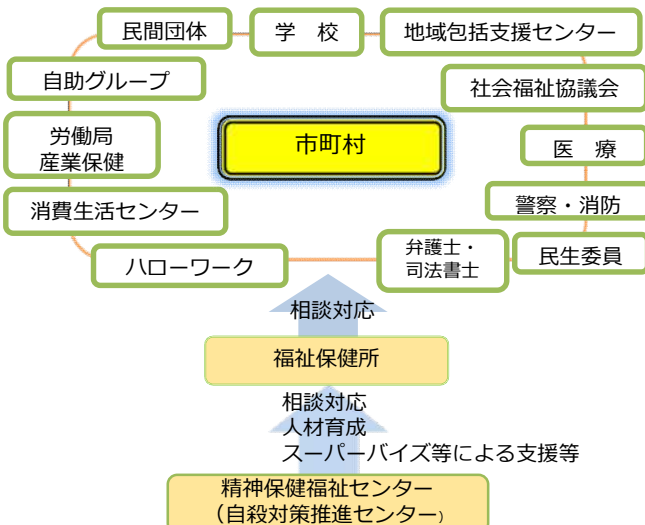 民間団体
学　校
地域包括支援センター
自助グループ
社会福祉協議会
市町村
労働局
産業保健
医　療
消費生活センター
警察・消防
ハローワーク
弁護士・
司法書士
民生委員
相談対応
福祉保健所
相談対応
人材育成
スーパーバイズ等による支援等
精神保健福祉センター
（自殺対策推進センター）